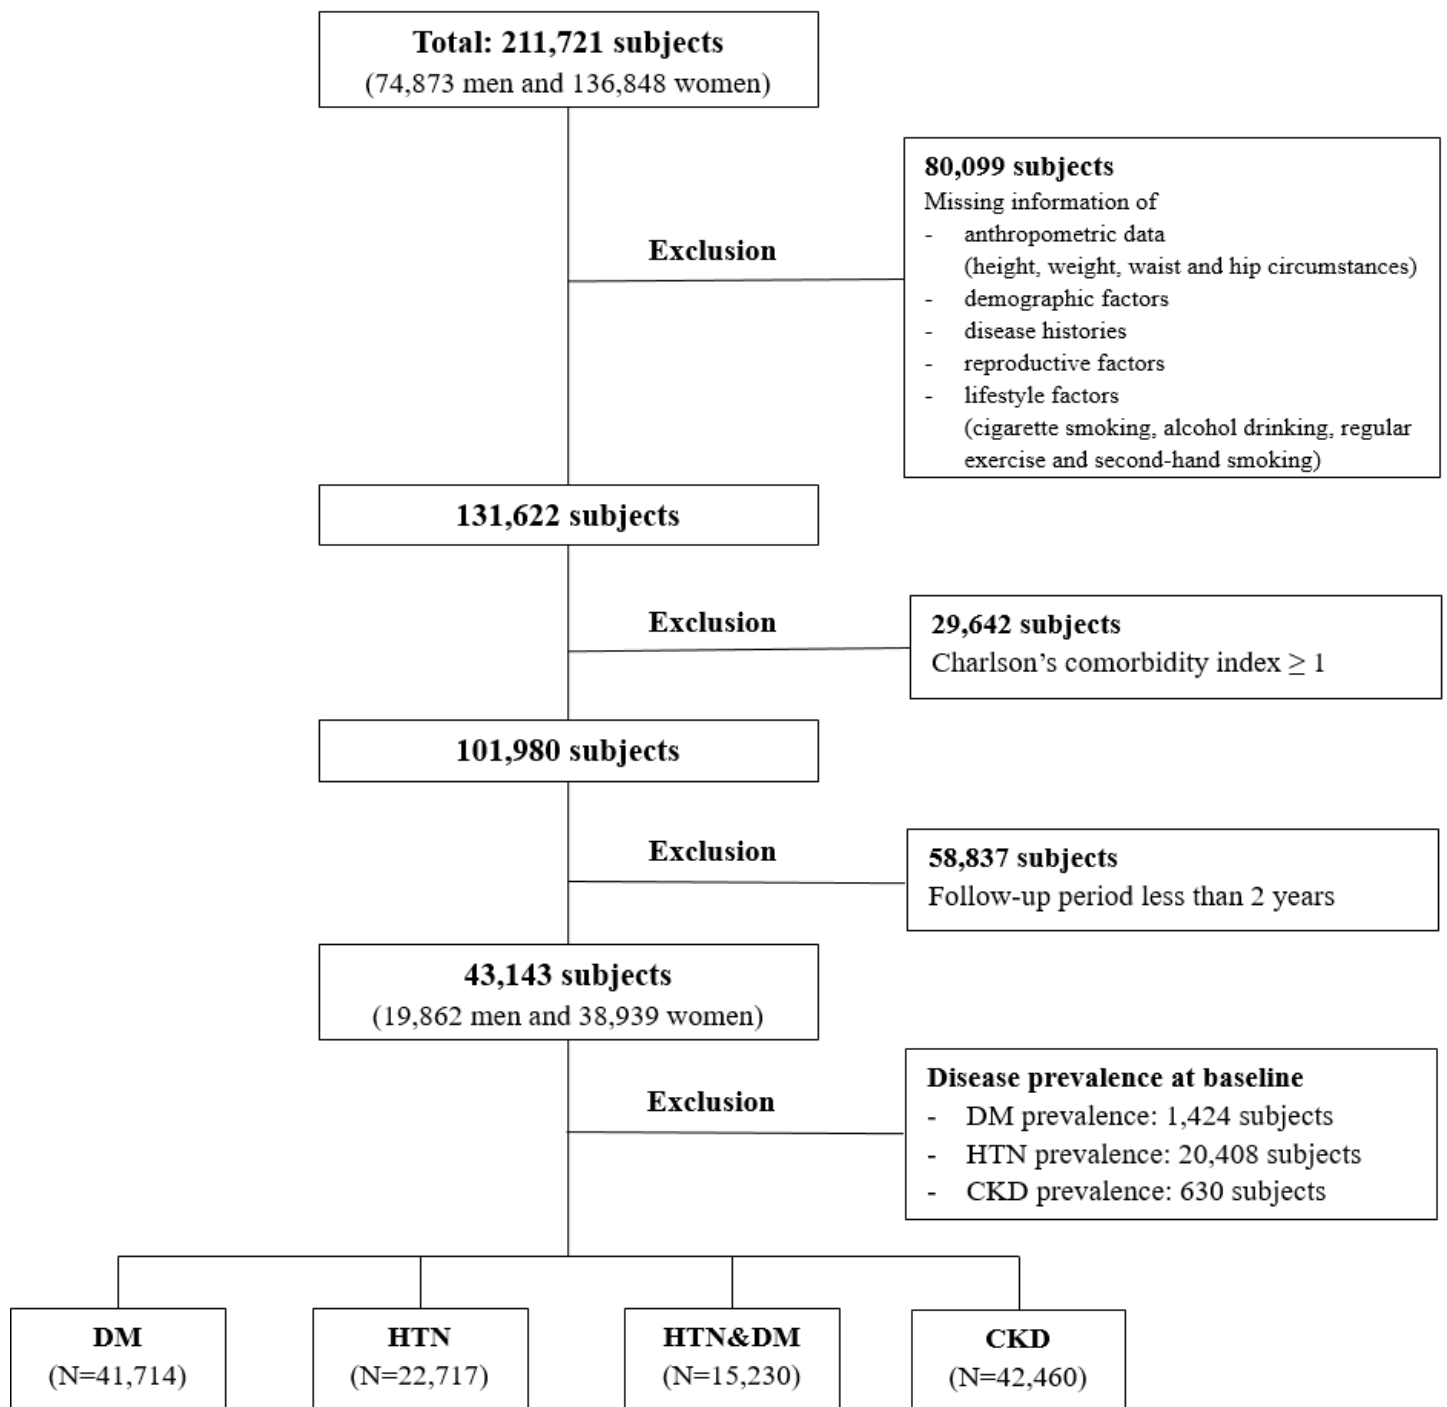 Total: 211,721 subjects
(74,873 men and 136,848 women)
80,099 subjects
Missing information of
- anthropometric data
(height, weight, waist and hip circumstances)
- demographic factors
- disease histories
- reproductive factors
- lifestyle factors
(cigarette smoking, alcohol drinking, regular
exercise and second-hand smoking)
Exclusion
131,622 subjects
Exclusion
29,642 subjects
Charlson’s comorbidity index ≥ 1
101,980 subjects
Exclusion
58,837 subjects
Follow-up period less than 2 years
43,143 subjects
(19,862 men and 38,939 women)
Exclusion
Disease prevalence at baseline
- DM prevalence: 1,424 subjects
- HTN prevalence: 20,408 subjects
- CKD prevalence: 630 subjects
DM
(N=41,714)
HTN
(N=22,717)
HTN&DM
(N=15,230)
CKD
(N=42,460)